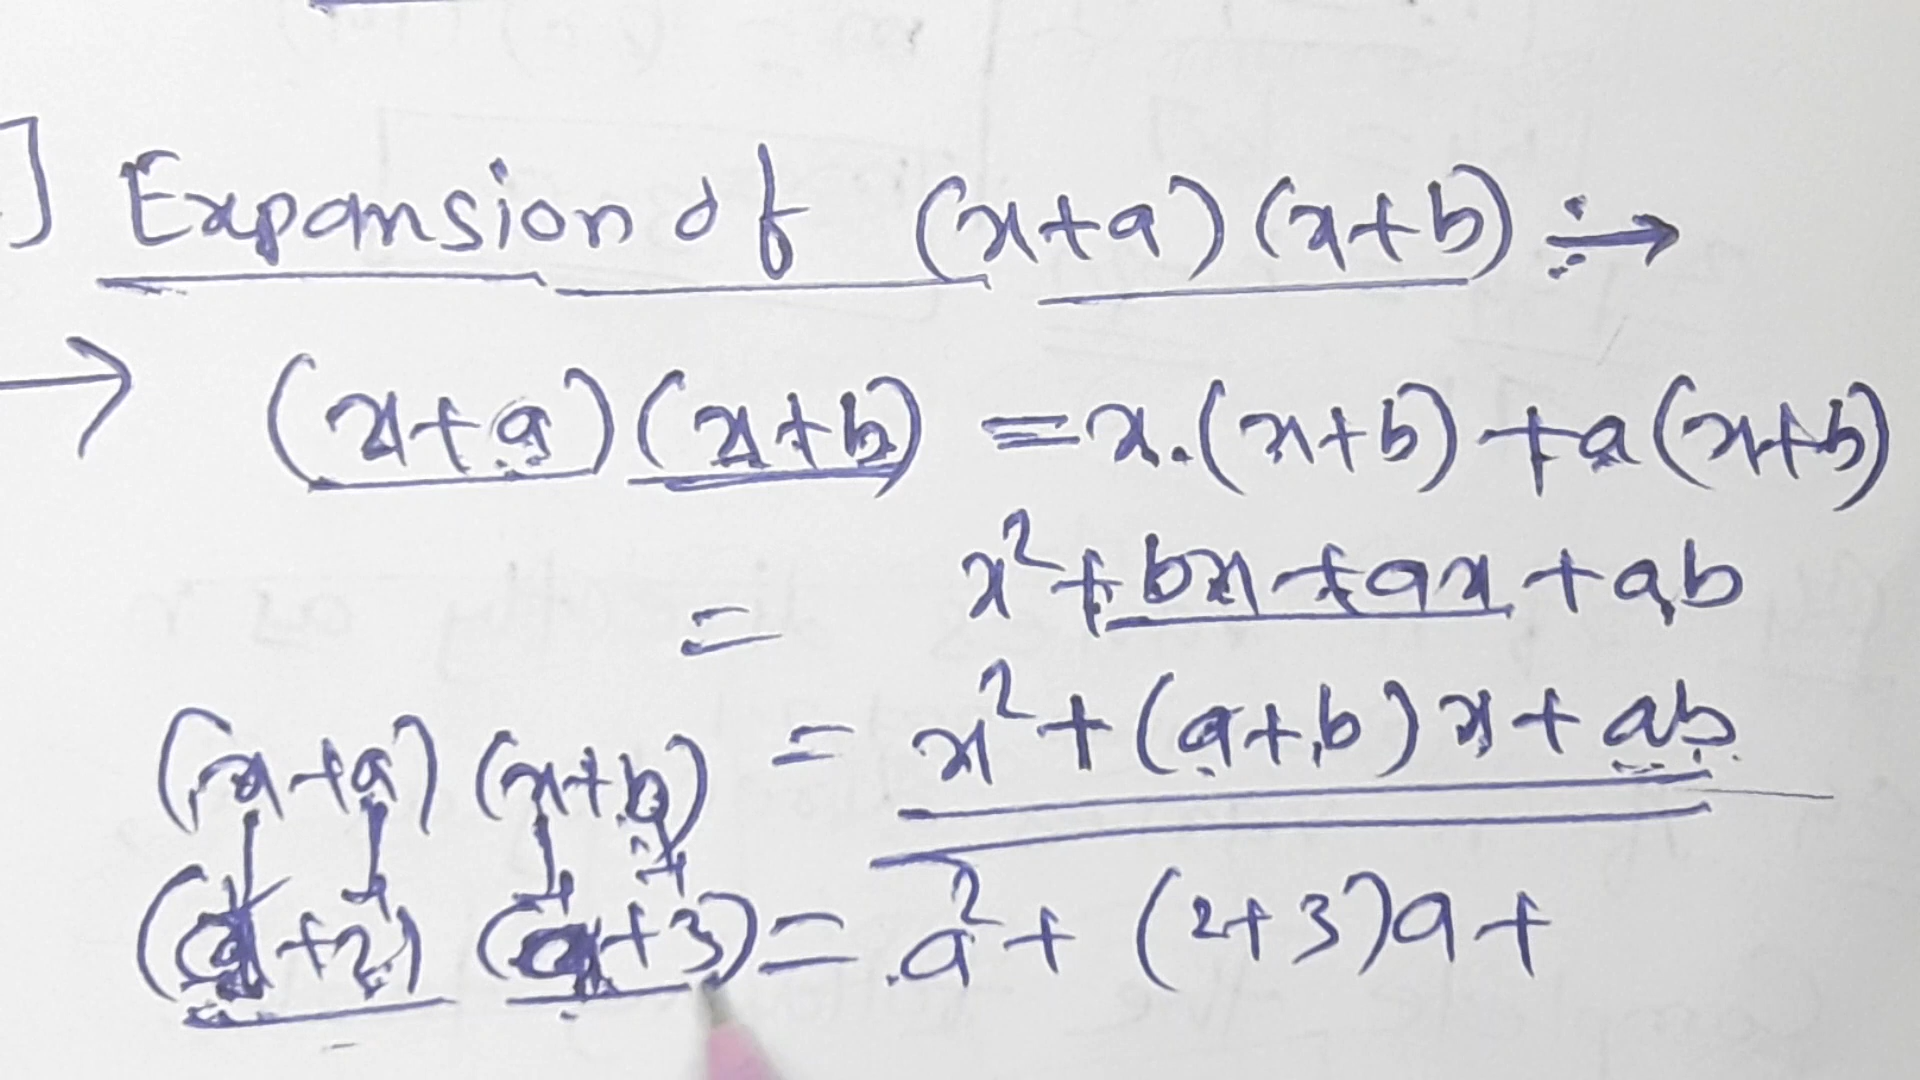 ] Expansion of (x+a) (x+b) ÷→
→ (x+a) (x+b) = x.(x+b) +a(x+b)
= x²+bx+ax+ab
= x²+(a+b)x+ab
(x+a) (x+b)
(a+2) (a+3) = a²+ (2+3)a+